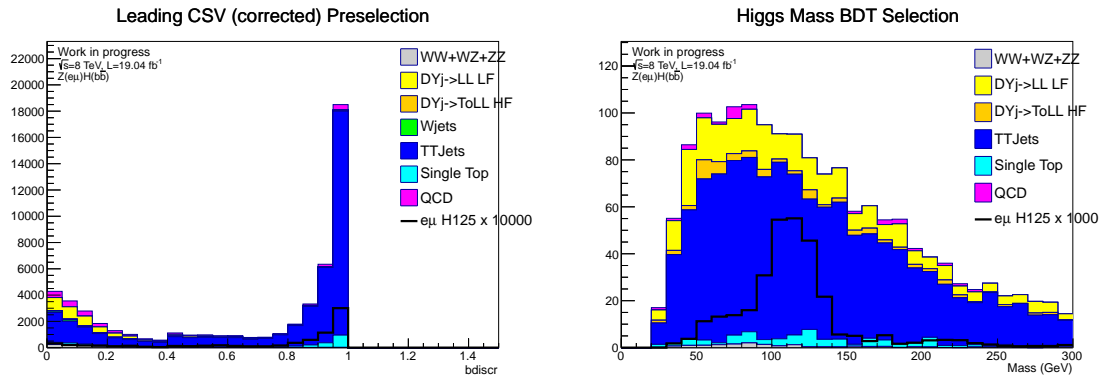 Leading CSV (corrected) Preselection
Work in progress
√s=8 TeV, L=19.04 fb⁻¹
Z(eμ)H(bb̄)
WW+WZ+ZZ
DYj->LL LF
DYj->ToLL HF
Wjets
TTJets
Single Top
QCD
eμ H125 x 10000
22000
20000
18000
16000
14000
12000
10000
8000
6000
4000
2000
0
0 0.2 0.4 0.6 0.8 1 1.2 1.4
bdiscr
Higgs Mass BDT Selection
Work in progress
√s=8 TeV, L=19.04 fb⁻¹
Z(eμ)H(bb̄)
WW+WZ+ZZ
DYj->LL LF
DYj->ToLL HF
TTJets
Single Top
QCD
eμ H125 x 1000
120
100
80
60
40
20
0
0 50 100 150 200 250 300
Mass (GeV)